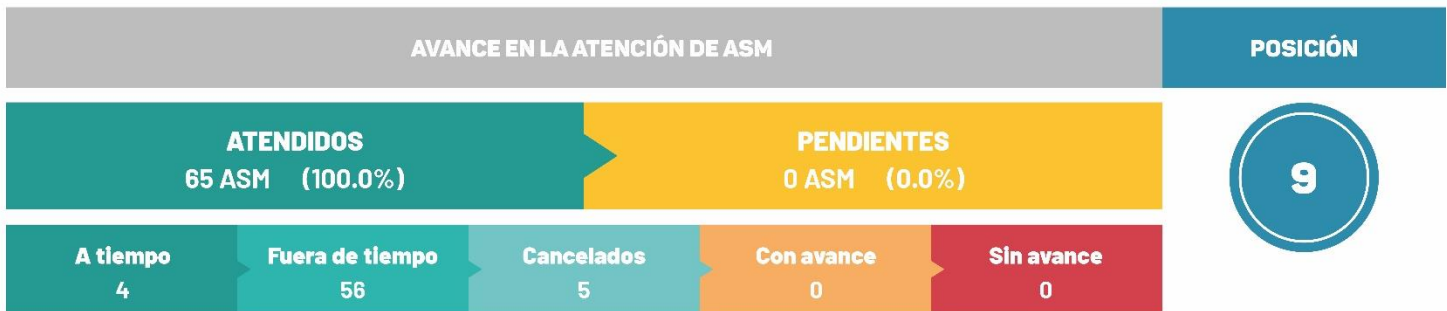 AVANCE EN LA ATENCIÓN DE ASM
POSICIÓN
ATENDIDOS
65 ASM (100.0%)
PENDIENTES
0 ASM (0.0%)
9
A tiempo
4
Fuera de tiempo
56
Cancelados
5
Con avance
0
Sin avance
0